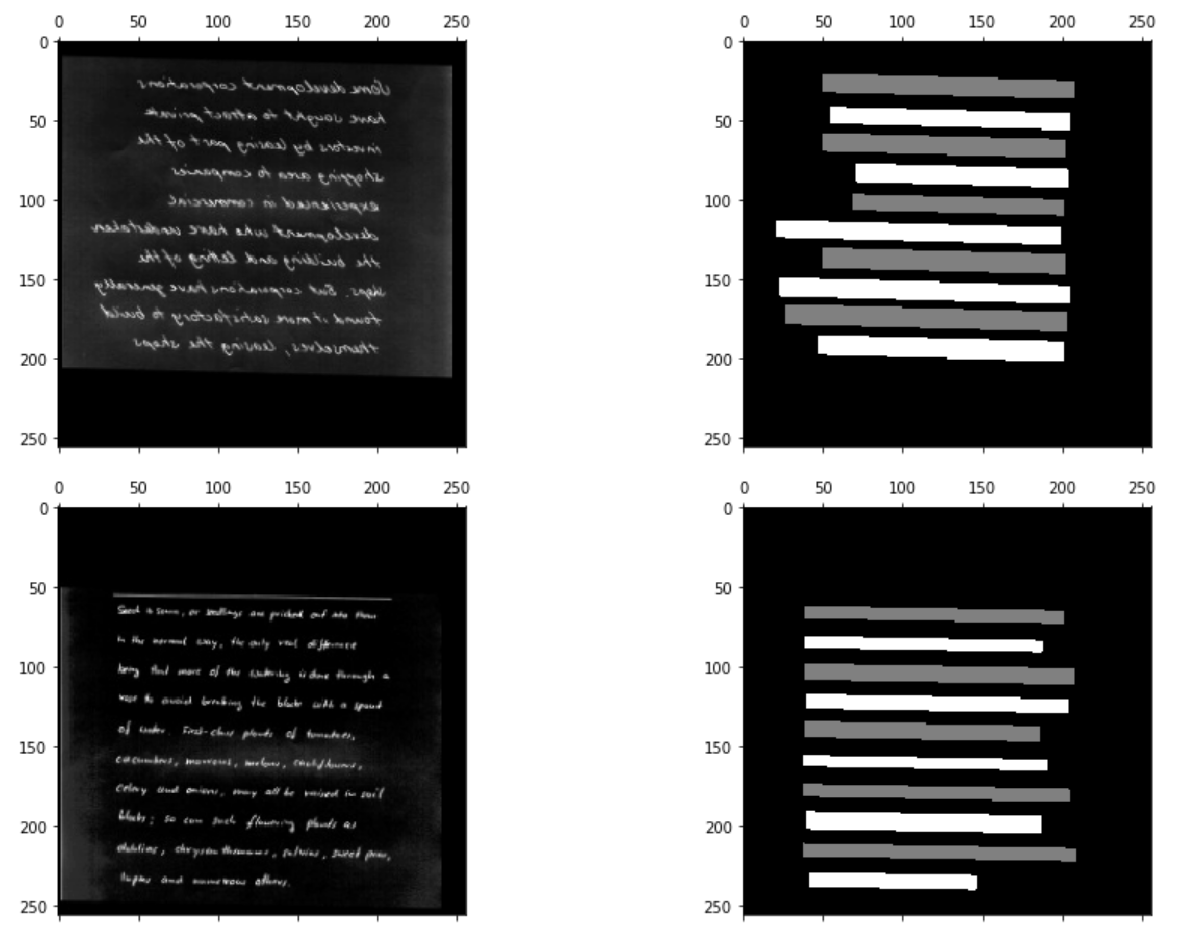 0 50 100 150 200 250
0
50
100
150
200
250
Some development corporations
have sought to attract private
investors by leasing part of the
shopping area to companies
experienced in commercial
development who have undertaken
the building and letting of the
shops. But corporations have generally
found it more satisfactory to build
themselves, leasing the shops
0 50 100 150 200 250
0
50
100
150
200
250
0 50 100 150 200 250
0
50
100
150
200
250
Seed is sown, or seedlings are pricked out into them
in the normal way, the only real difference
being that most of the watering is done through a
rose to avoid breaking the blocks with a spout
of water. First-class plants of tomatoes,
cucumbers, marrows, melons, cauliflowers,
celery and onions, may all be raised in soil
blocks; so can such flowering plants as
dahlias, chrysanthemums, salvias, sweet peas,
and numerous others.
0 50 100 150 200 250
0
50
100
150
200
250